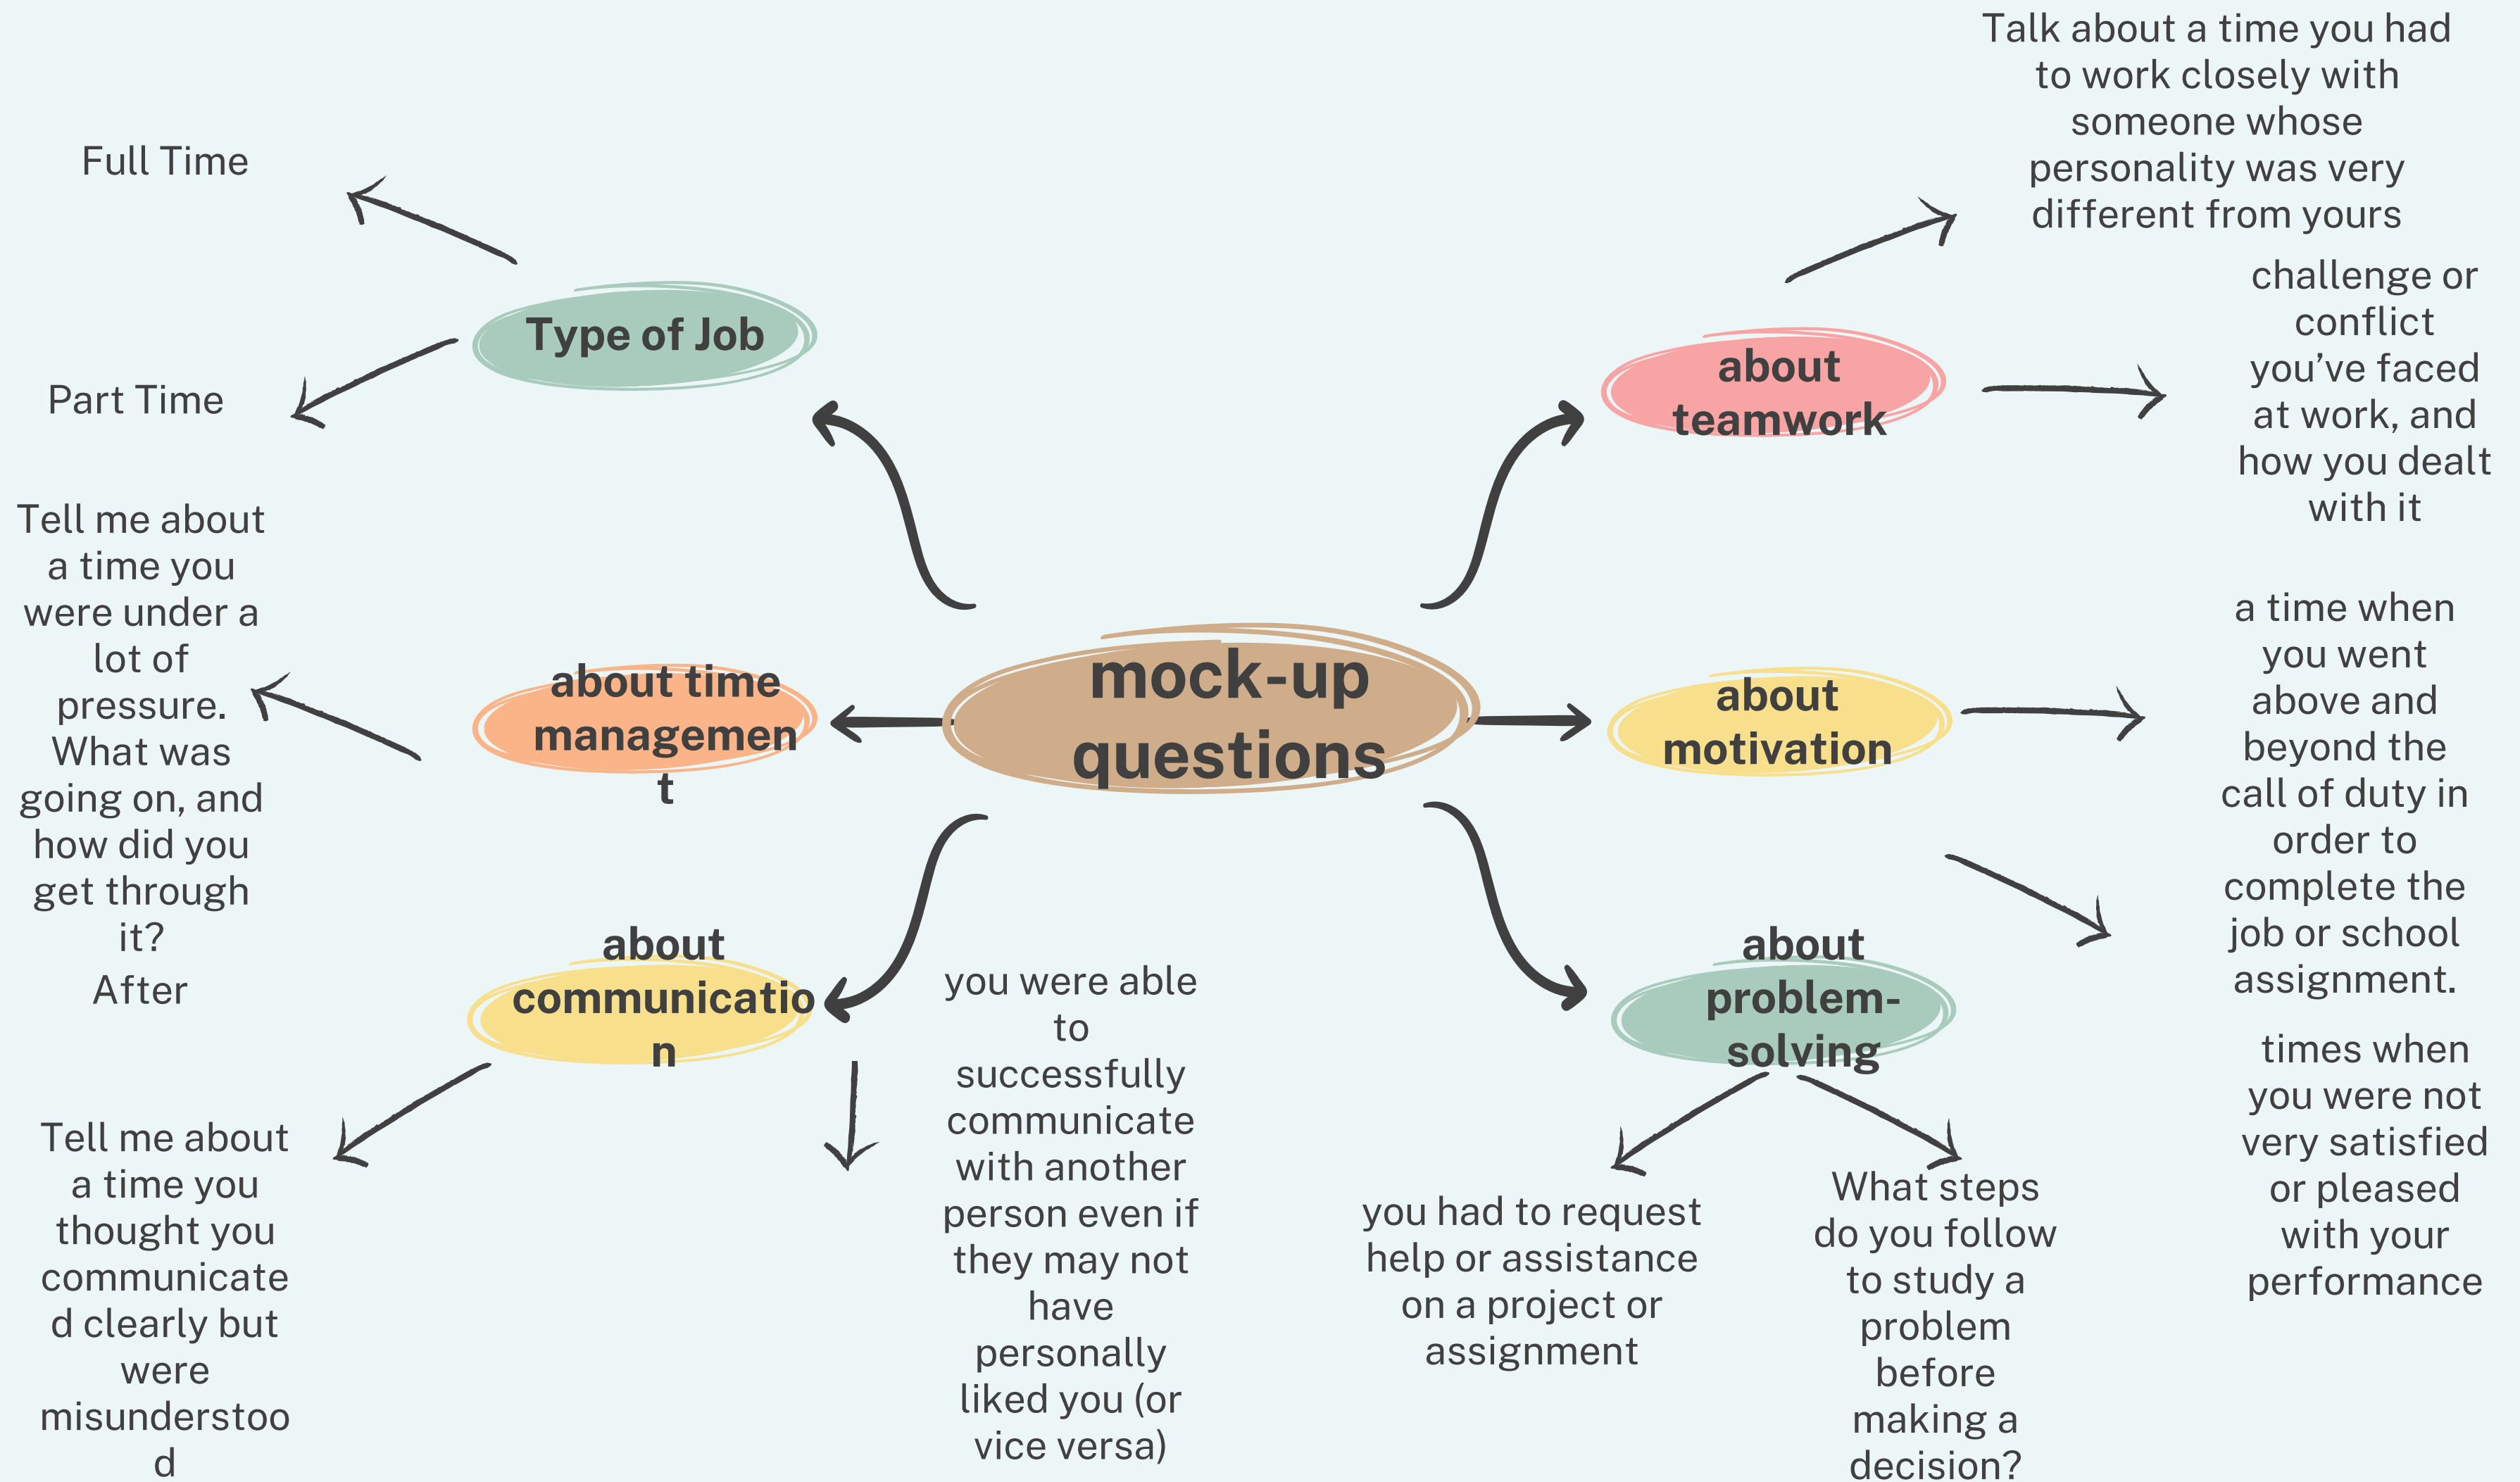 mock-up
questions
Type of Job
Full Time
Part Time
about time
managemen
t
Tell me about
a time you
were under a
lot of
pressure.
What was
going on, and
how did you
get through
it?
After
about
communicatio
n
Tell me about
a time you
thought you
communicate
d clearly but
were
misunderstoo
d
you were able
to
successfully
communicate
with another
person even if
they may not
have
personally
liked you (or
vice versa)
about
teamwork
Talk about a time you had
to work closely with
someone whose
personality was very
different from yours
challenge or
conflict
you’ve faced
at work, and
how you dealt
with it
about
motivation
a time when
you went
above and
beyond the
call of duty in
order to
complete the
job or school
assignment.
times when
you were not
very satisfied
or pleased
with your
performance
about
problem-
solving
you had to request
help or assistance
on a project or
assignment
What steps
do you follow
to study a
problem
before
making a
decision?